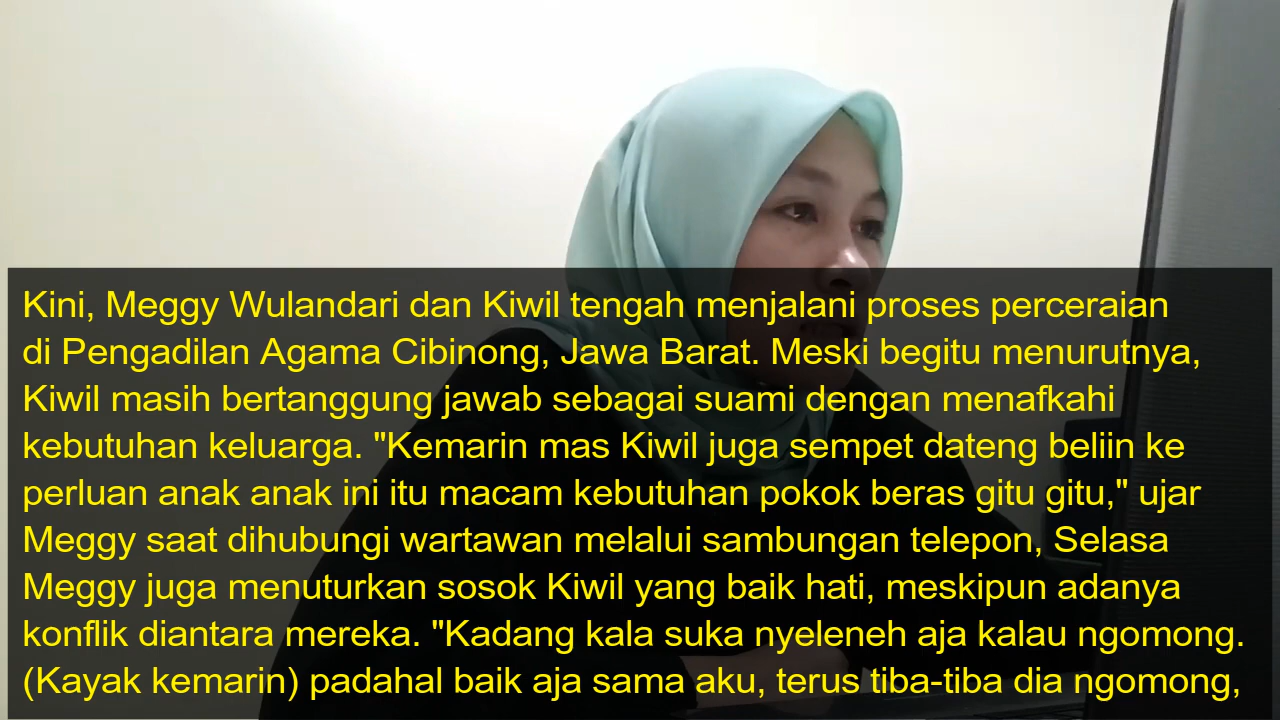 Kini, Meggy Wulandari dan Kiwil tengah menjalani proses perceraian
di Pengadilan Agama Cibinong, Jawa Barat. Meski begitu menurutnya,
Kiwil masih bertanggung jawab sebagai suami dengan menafkahi
kebutuhan keluarga. "Kemarin mas Kiwil juga sempet dateng beliin ke
perluan anak anak ini itu macam kebutuhan pokok beras gitu gitu," ujar
Meggy saat dihubungi wartawan melalui sambungan telepon, Selasa
Meggy juga menuturkan sosok Kiwil yang baik hati, meskipun adanya
konflik diantara mereka. "Kadang kala suka nyeleneh aja kalau ngomong.
(Kayak kemarin) padahal baik aja sama aku, terus tiba-tiba dia ngomong,